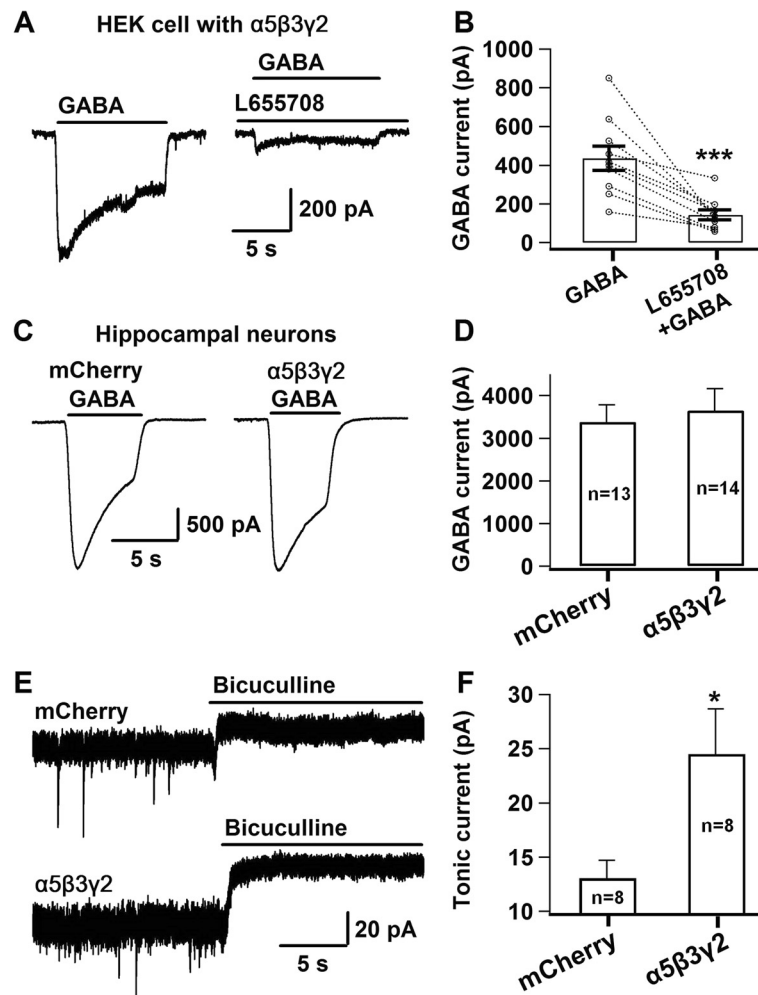 A
HEK cell with α5β3γ2
GABA
GABA
L655708
200 pA
5 s
B
GABA current (pA)
1000
800
600
400
200
0
***
GABA
L655708
+GABA
C
Hippocampal neurons
mCherry
GABA
α5β3γ2
GABA
500 pA
5 s
D
GABA current (pA)
4000
3000
2000
1000
0
n=13
n=14
mCherry
α5β3γ2
E
Bicuculline
mCherry
Bicuculline
α5β3γ2
20 pA
5 s
F
Tonic current (pA)
30
25
20
15
10
*
n=8
n=8
mCherry
α5β3γ2